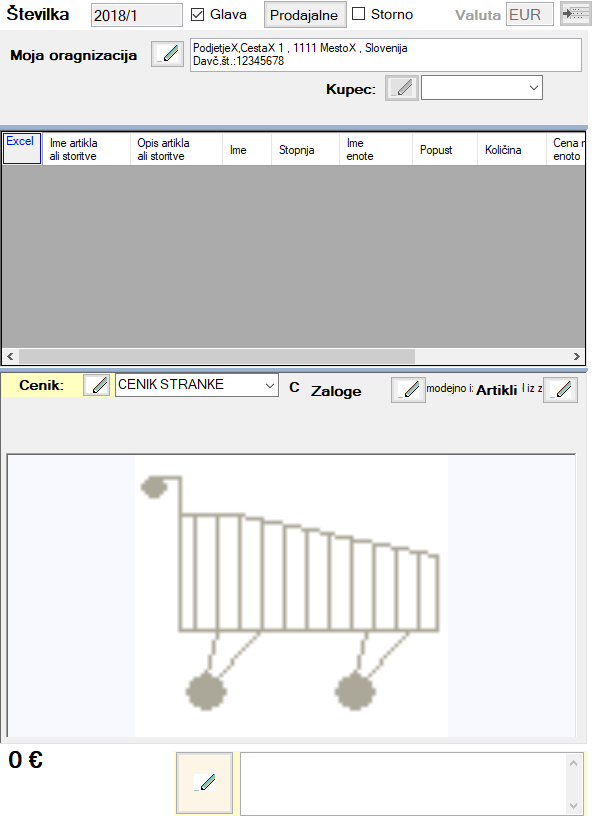 Številka 2018/1 Glava Prodajalne Storno Valuta EUR
Moja oragnizacija
PodjetjeX,CestaX 1 , 1111 MestoX , Slovenija
Davč.št.:12345678
Kupec:
Excel
Ime artikla
ali storitve
Opis artikla
ali storitve
Ime
Stopnja
Ime
enote
Popust
Količina
Cena
enoto
Cenik: CENIK STRANKE C Zaloge modejno i: Artikli l iz z
0 €